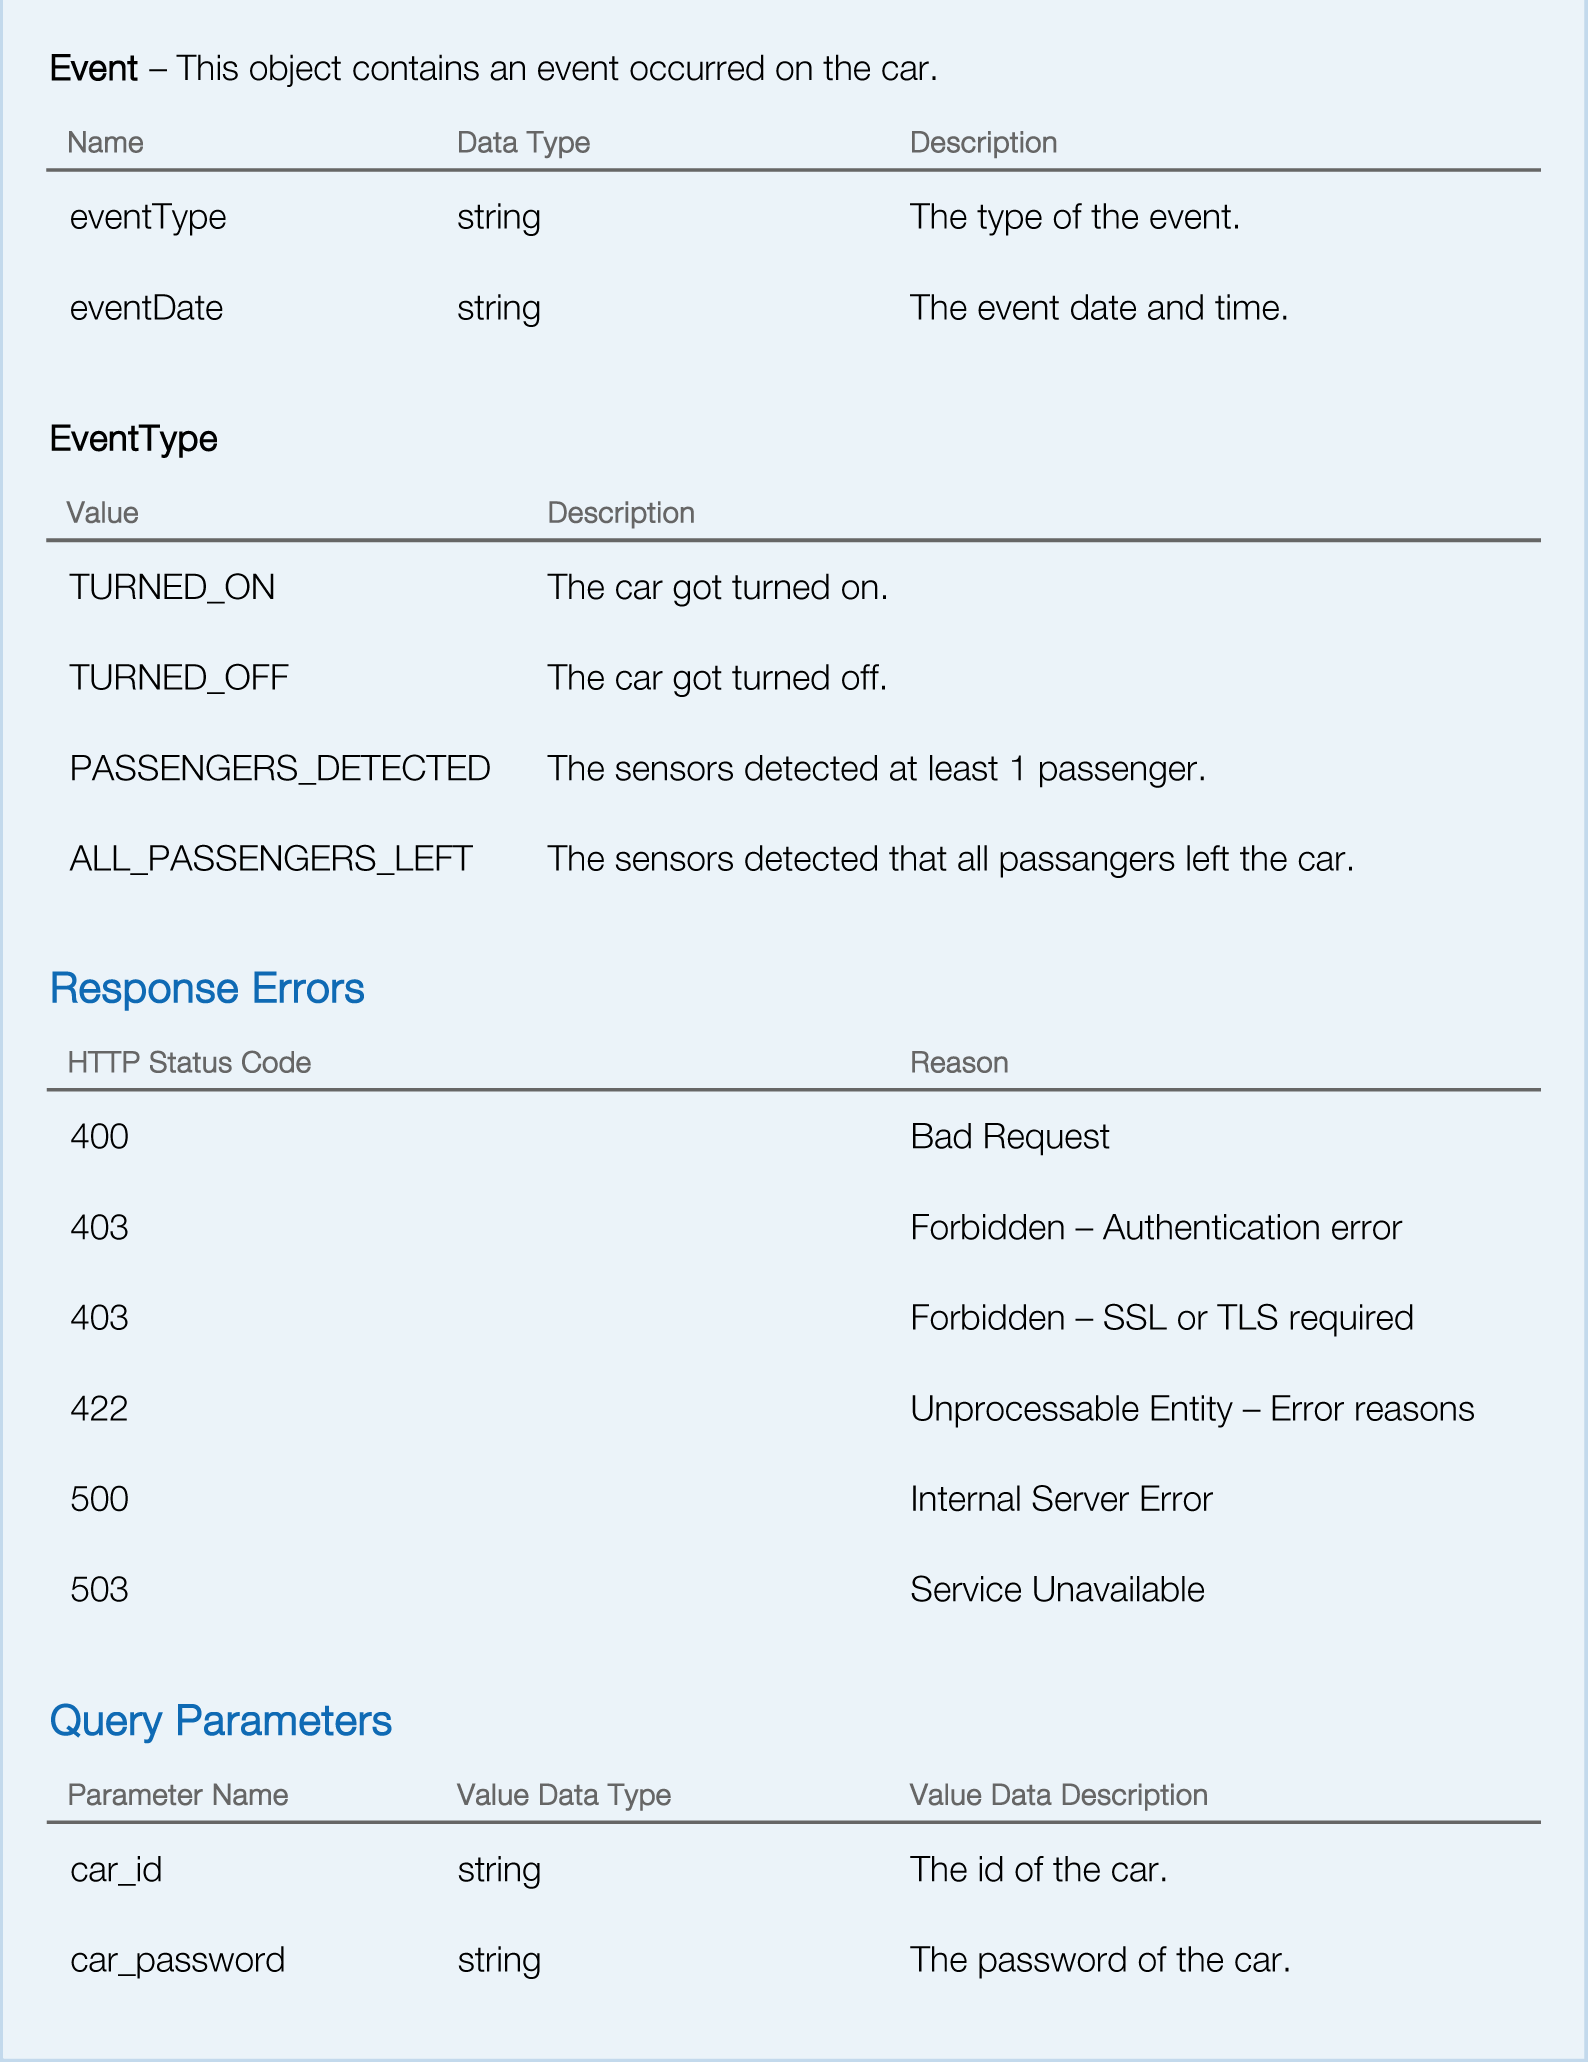 Event – This object contains an event occurred on the car.
Name Data Type Description
eventType string The type of the event.
eventDate string The event date and time.
EventType
Value Description
TURNED_ON The car got turned on.
TURNED_OFF The car got turned off.
PASSENGERS_DETECTED The sensors detected at least 1 passenger.
ALL_PASSENGERS_LEFT The sensors detected that all passangers left the car.
Response Errors
HTTP Status Code Reason
400 Bad Request
403 Forbidden – Authentication error
403 Forbidden – SSL or TLS required
422 Unprocessable Entity – Error reasons
500 Internal Server Error
503 Service Unavailable
Query Parameters
Parameter Name Value Data Type Value Data Description
car_id string The id of the car.
car_password string The password of the car.